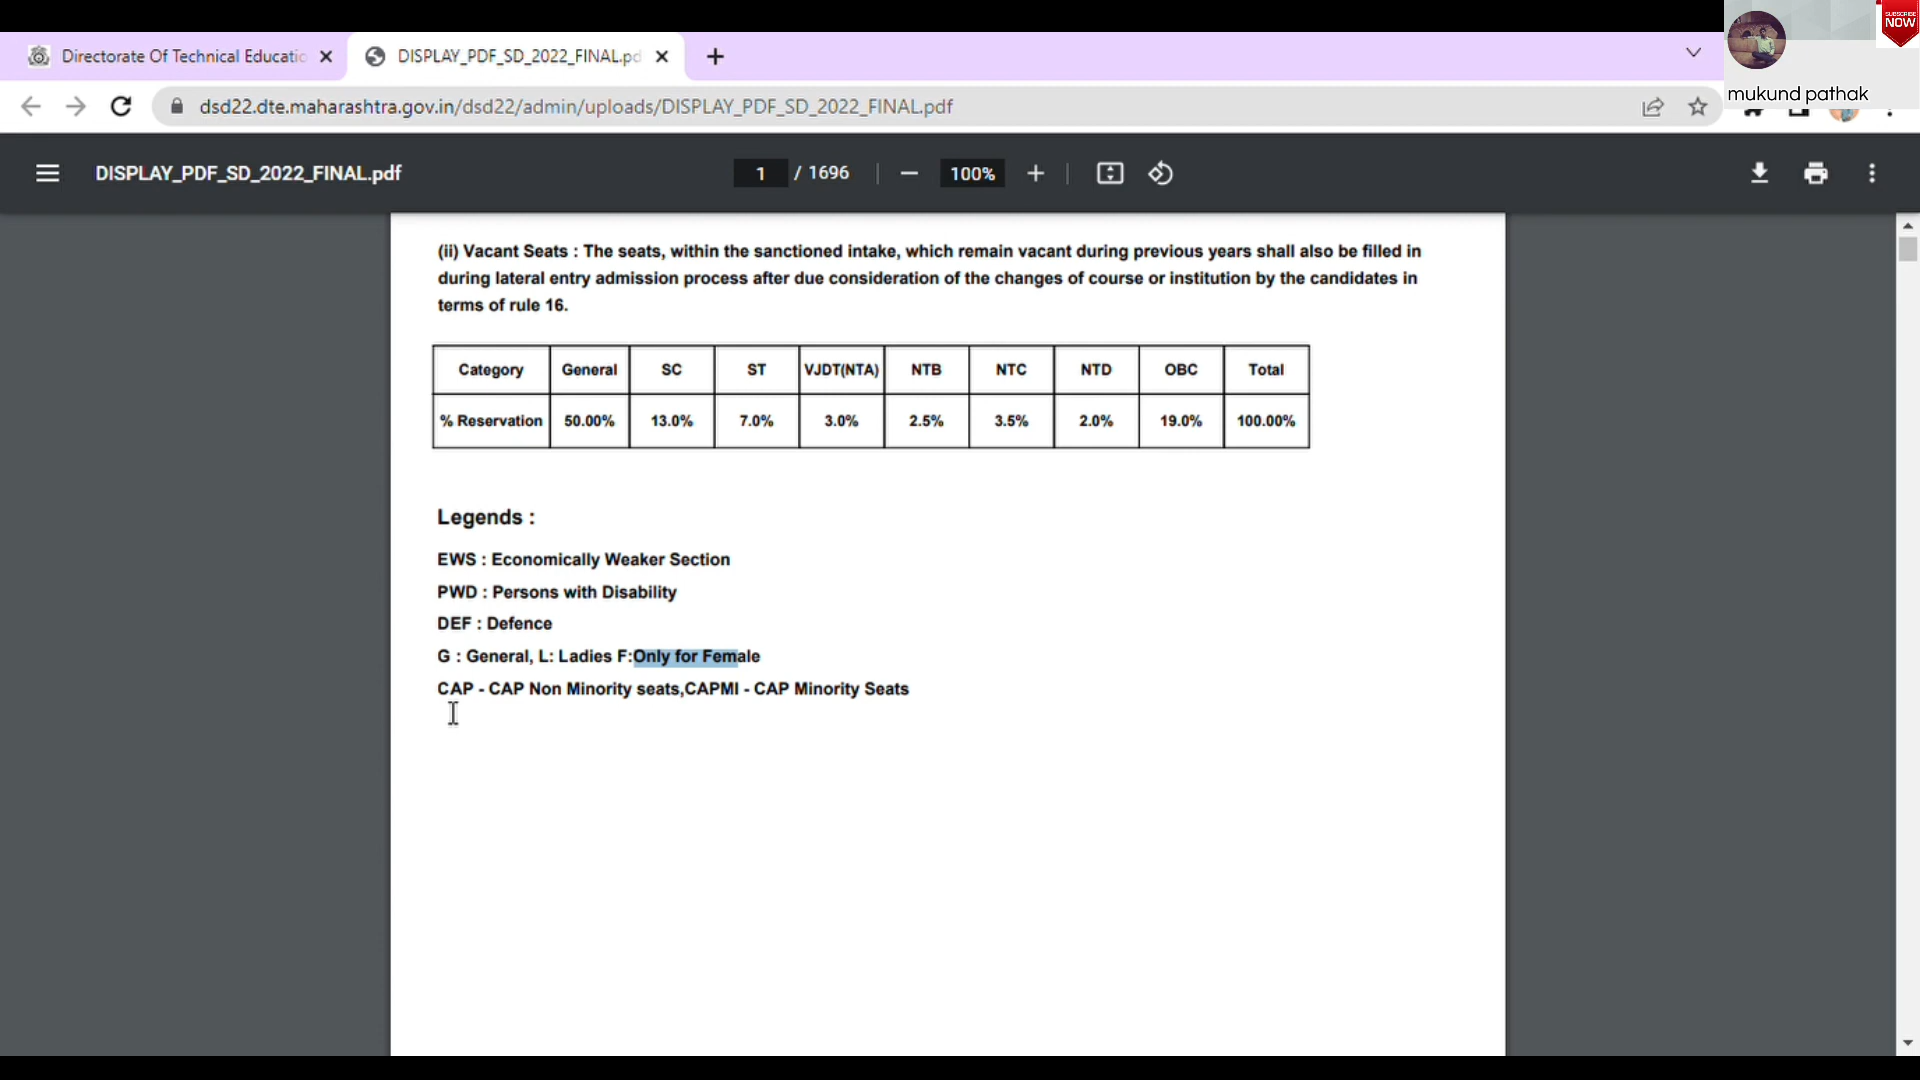 SUBSCRIBE
NOW
Directorate Of Technical Educatio
DISPLAY_PDF_SD_2022_FINAL.pd
mukund pathak
dsd22.dte.maharashtra.gov.in/dsd22/admin/uploads/DISPLAY_PDF_SD_2022_FINAL.pdf
DISPLAY_PDF_SD_2022_FINAL.pdf
1 / 1696
100%
(ii) Vacant Seats : The seats, within the sanctioned intake, which remain vacant during previous years shall also be filled in
during lateral entry admission process after due consideration of the changes of course or institution by the candidates in
terms of rule 16.
Category General SC ST VJDT(NTA) NTB NTC NTD OBC Total
% Reservation 50.00% 13.0% 7.0% 3.0% 2.5% 3.5% 2.0% 19.0% 100.00%
Legends :
EWS : Economically Weaker Section
PWD : Persons with Disability
DEF : Defence
G : General, L: Ladies F:Only for Female
CAP - CAP Non Minority seats,CAPMI - CAP Minority Seats